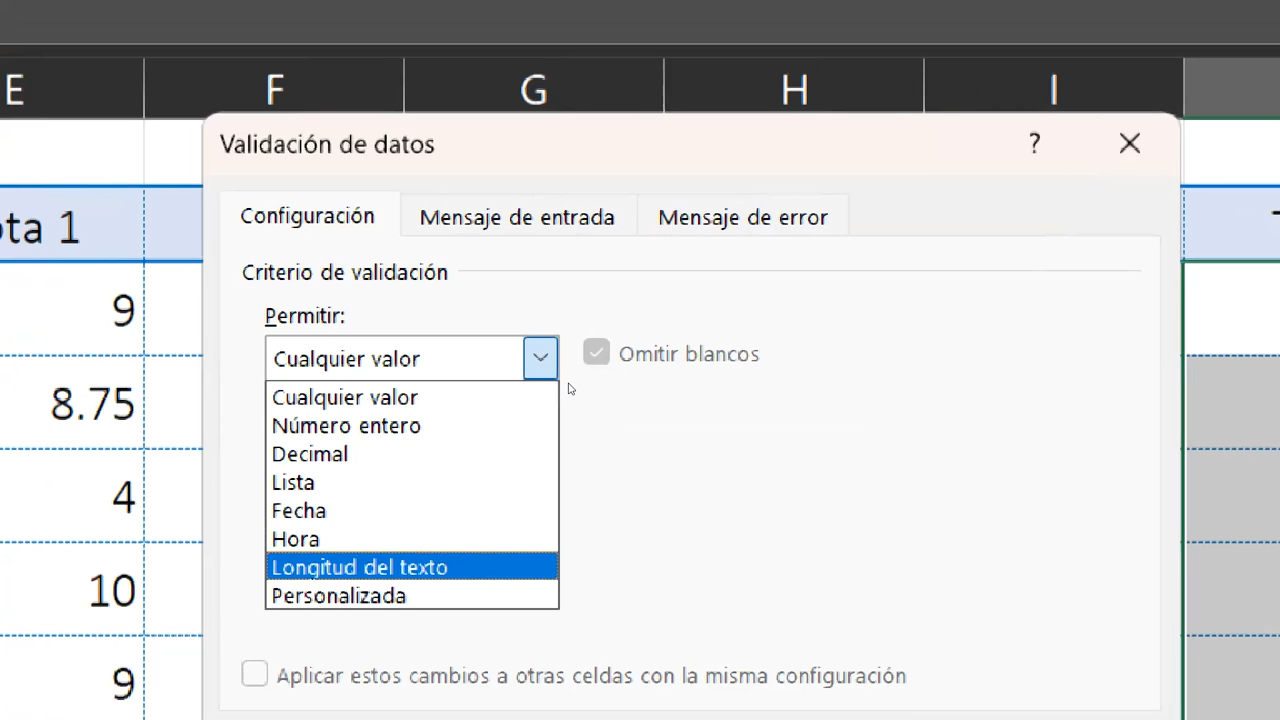 E F G H I
Validación de datos ?
Configuración Mensaje de entrada Mensaje de error
ota 1
Criterio de validación
9
Permitir:
Cualquier valor Omitir blancos
Cualquier valor
8.75
Número entero
Decimal
Lista
4
Fecha
Hora
Longitud del texto
10
Personalizada
Aplicar estos cambios a otras celdas con la misma configuración
9